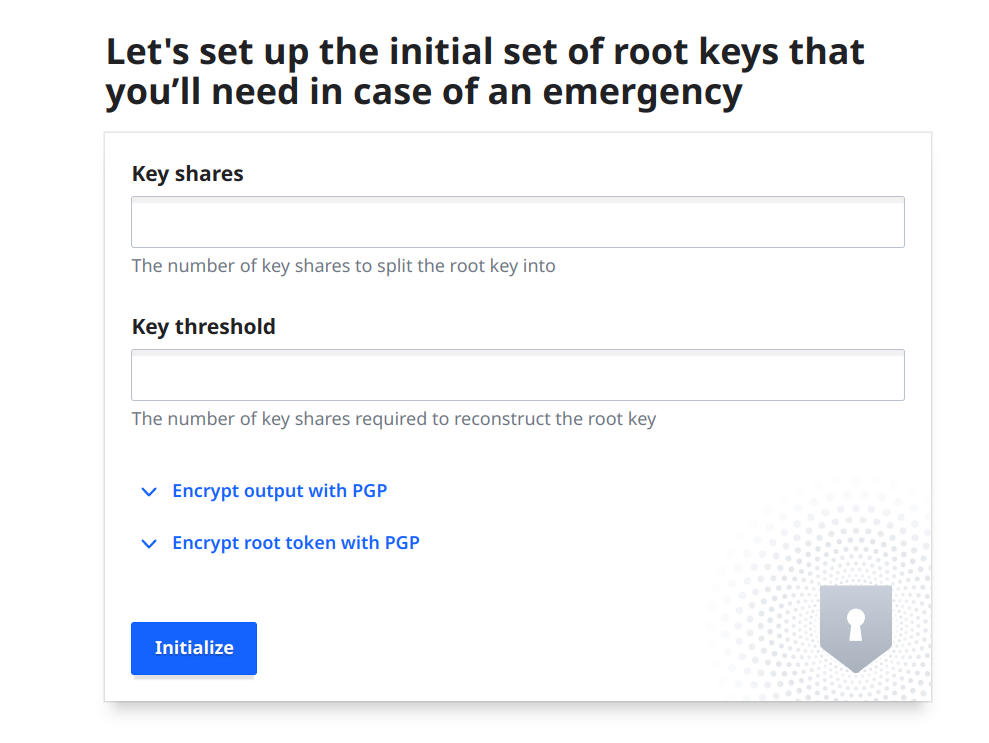 Let's set up the initial set of root keys that
you’ll need in case of an emergency
Key shares
The number of key shares to split the root key into
Key threshold
The number of key shares required to reconstruct the root key
Encrypt output with PGP
Encrypt root token with PGP
Initialize